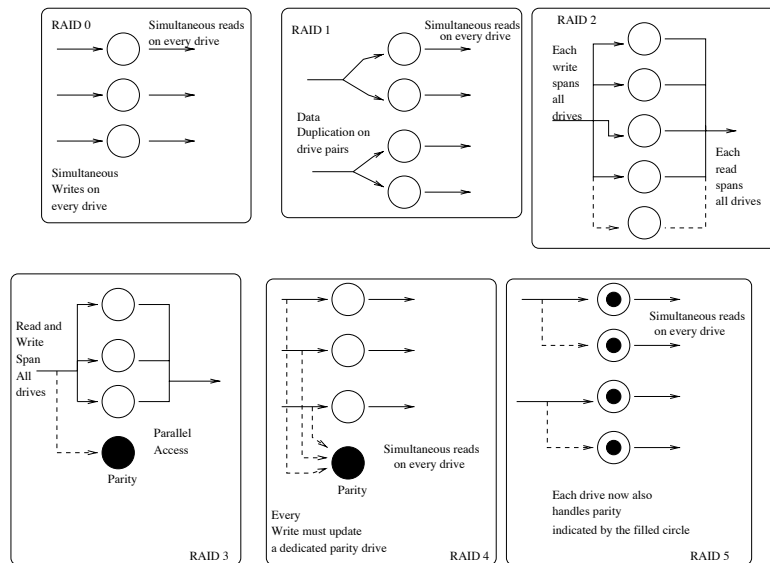 RAID 0
Simultaneous reads
on every drive
Simultaneous
Writes on
every drive
RAID 1
Simultaneous reads
on every drive
Data
Duplication on
drive pairs
RAID 2
Each
write
spans
all
drives
Each
read
spans
all drives
Read and
Write
Span
All
drives
Parallel
Access
Parity
RAID 3
Simultaneous reads
on every drive
Parity
Every
Write must update
a dedicated parity drive
RAID 4
Simultaneous reads
on every drive
Each drive now also
handles parity
indicated by the filled circle
RAID 5